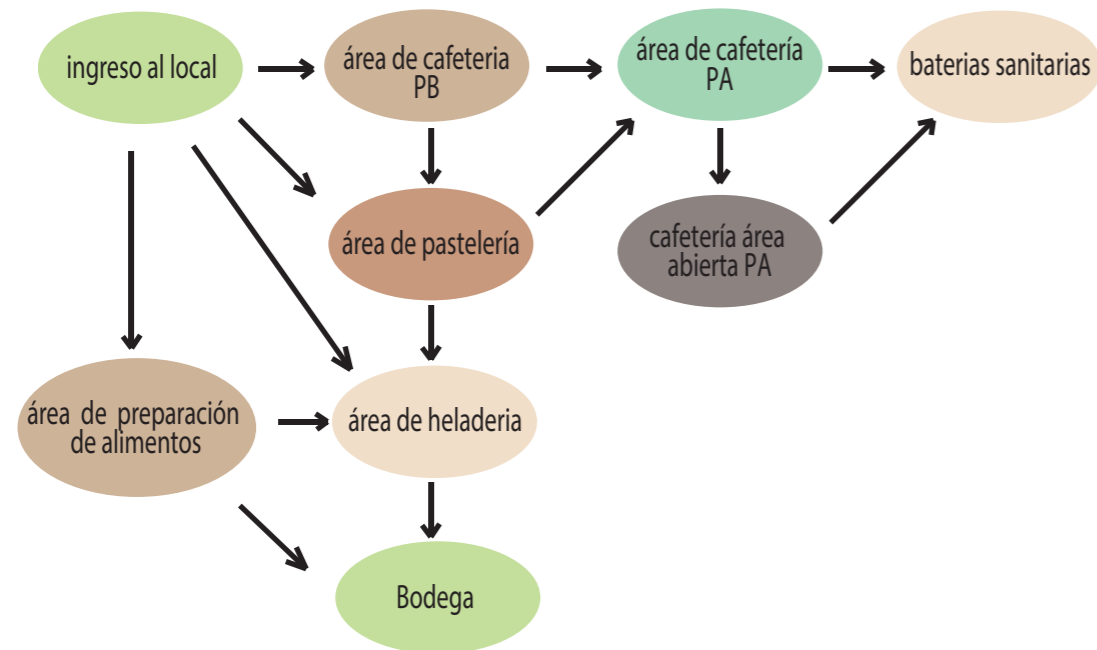 ingreso al local
área de cafeteria
PB
área de cafetería
PA
baterias sanitarias
área de pastelería
cafetería área
abierta PA
área de preparación
de alimentos
área de heladeria
Bodega